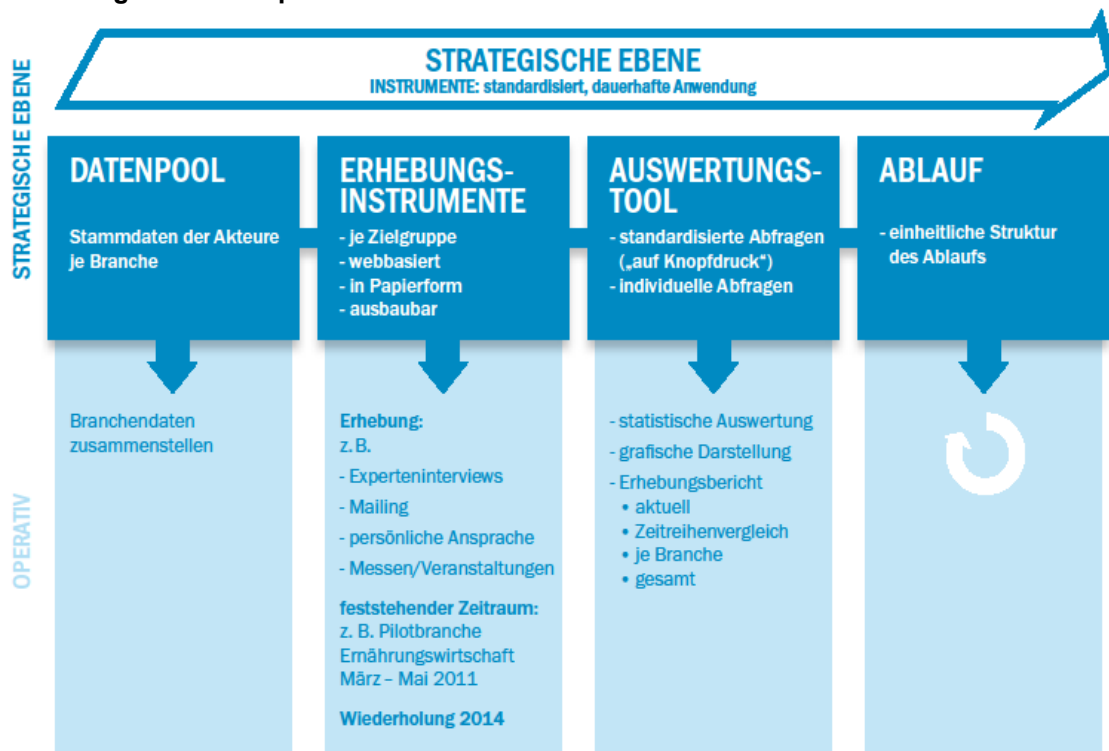 STRATEGISCHE EBENE
INSTRUMENTE: standardisiert, dauerhafte Anwendung
STRATEGISCHE EBENE
DATENPOOL
Stammdaten der Akteure
je Branche
ERHEBUNGS-
INSTRUMENTE
- je Zielgruppe
- webbasiert
- in Papierform
- ausbaubar
AUSWERTUNGS-
TOOL
- standardisierte Abfragen
(„auf Knopfdruck“)
- individuelle Abfragen
ABLAUF
- einheitliche Struktur
des Ablaufs
OPERATIV
Branchendaten
zusammenstellen
Erhebung:
z. B.
- Experteninterviews
- Mailing
- persönliche Ansprache
- Messen/Veranstaltungen
feststehender Zeitraum:
z. B. Pilotbranche
Ernährungswirtschaft
März – Mai 2011
Wiederholung 2014
- statistische Auswertung
- grafische Darstellung
- Erhebungsbericht
• aktuell
• Zeitreihenvergleich
• je Branche
• gesamt